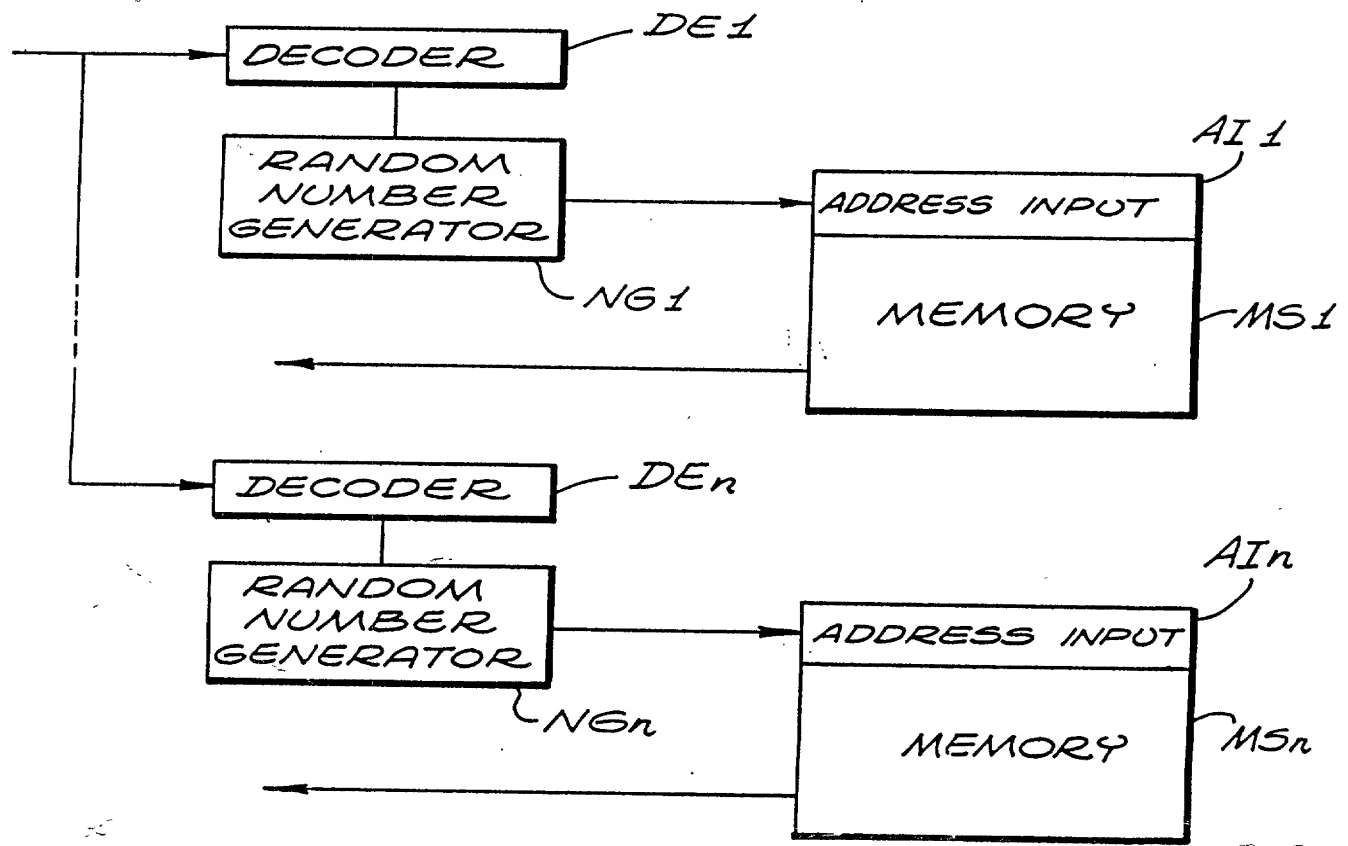 DE1
DECODER
RANDOM
NUMBER
GENERATOR
NG1
AI1
ADDRESS INPUT
MEMORY
MS1
DECODER
DEn
RANDOM
NUMBER
GENERATOR
NGn
AIn
ADDRESS INPUT
MEMORY
MSn